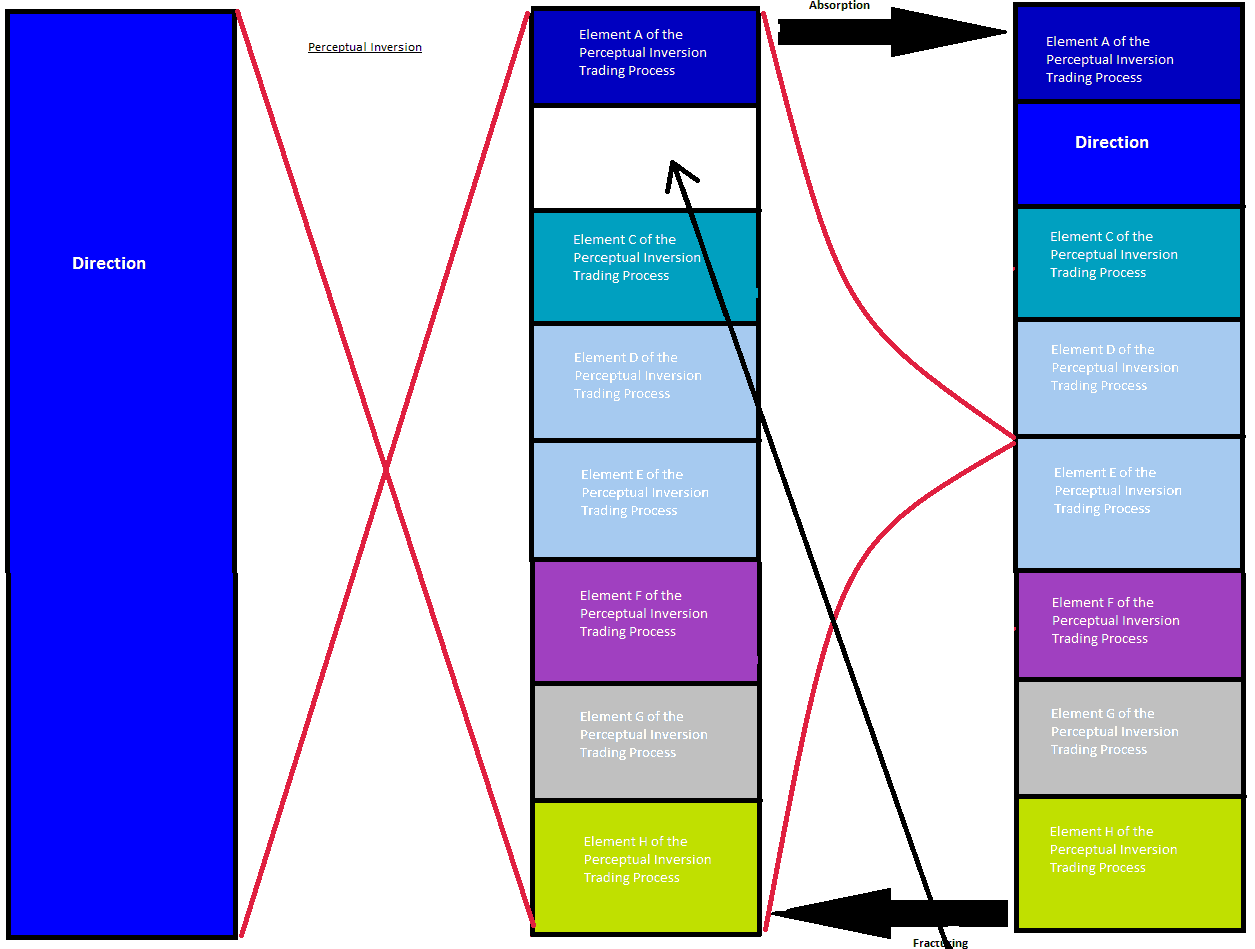 Absorption
Perceptual Inversion
Direction
Element A of the
Perceptual Inversion
Trading Process
Element C of the
Perceptual Inversion
Trading Process
Element D of the
Perceptual Inversion
Trading Process
Element E of the
Perceptual Inversion
Trading Process
Element F of the
Perceptual Inversion
Trading Process
Element G of the
Perceptual Inversion
Trading Process
Element H of the
Perceptual Inversion
Trading Process
Element A of the
Perceptual Inversion
Trading Process
Direction
Element C of the
Perceptual Inversion
Trading Process
Element D of the
Perceptual Inversion
Trading Process
Element E of the
Perceptual Inversion
Trading Process
Element F of the
Perceptual Inversion
Trading Process
Element G of the
Perceptual Inversion
Trading Process
Element H of the
Perceptual Inversion
Trading Process
Fracturing